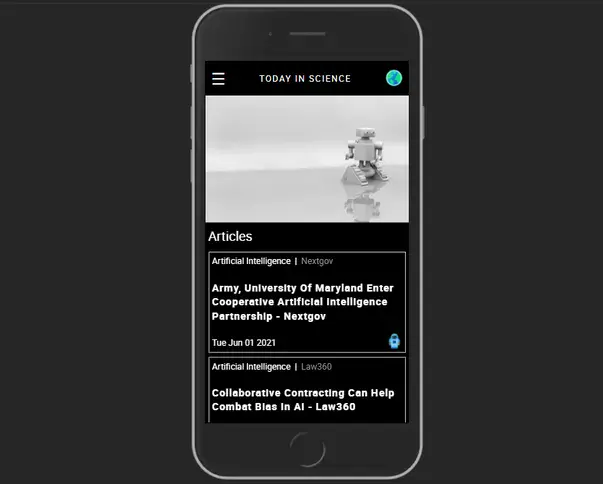 TODAY IN SCIENCE
Articles
Artificial Intelligence | Nextgov
Army, University Of Maryland Enter
Cooperative Artificial Intelligence
Partnership - Nextgov
Tue Jun 01 2021
Artificial Intelligence | Law360
Collaborative Contracting Can Help
Combat Bias In AI - Law360